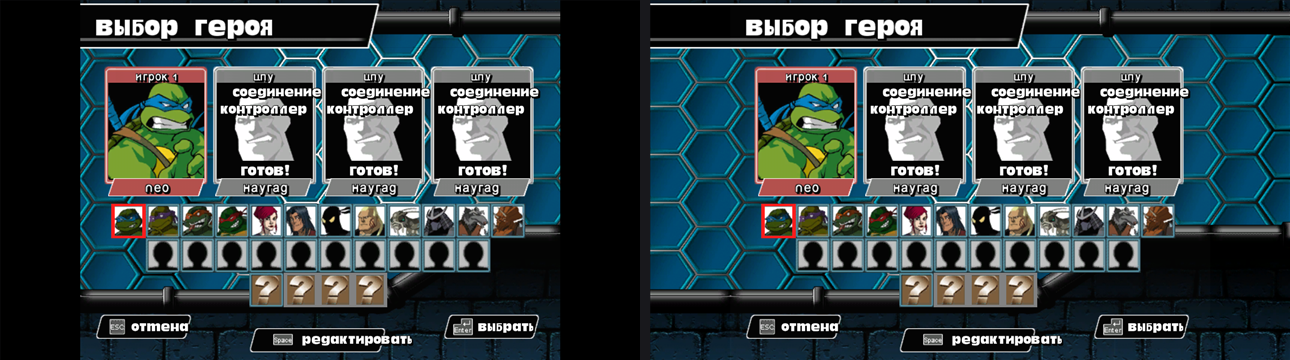 выбор героя
игрок 1
цпу
цпу
цпу
соединение
соединение
соединение
контроллер
контроллер
контроллер
готов!
готов!
готов!
лео
наугад
наугад
наугад
? ? ? ?
ESC отмена
Space редактировать
Enter выбрать
выбор героя
игрок 1
цпу
цпу
цпу
соединение
соединение
соединение
контроллер
контроллер
контроллер
готов!
готов!
готов!
лео
наугад
наугад
наугад
? ? ? ?
ESC отмена
Space редактировать
Enter выбрать